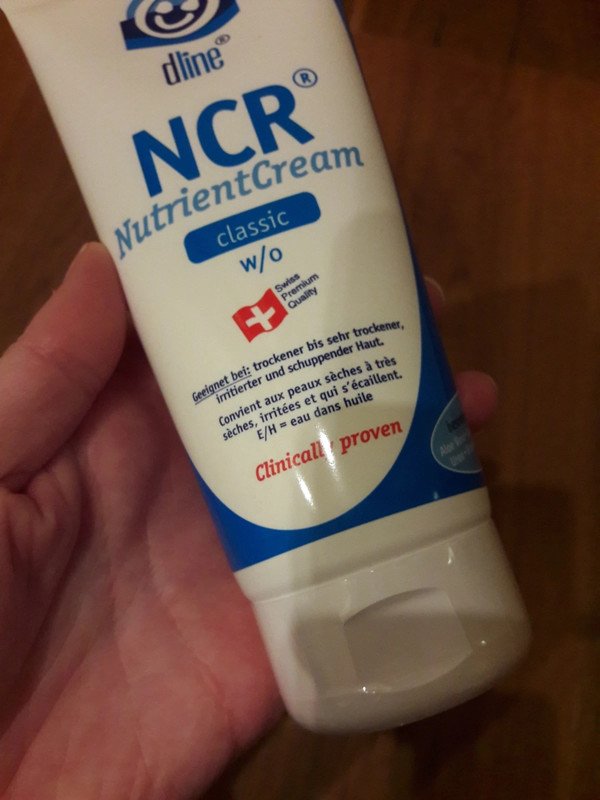 dline®
NCR®
NutrientCream
classic
w/o
Swiss
Premium
Quality
Geeignet bei: trockener bis sehr trockener,
irritierter und schuppender Haut.
Convient aux peaux sèches à très
sèches, irritées et qui s'écaillent.
E/H = eau dans huile
Clinically proven
Aloe